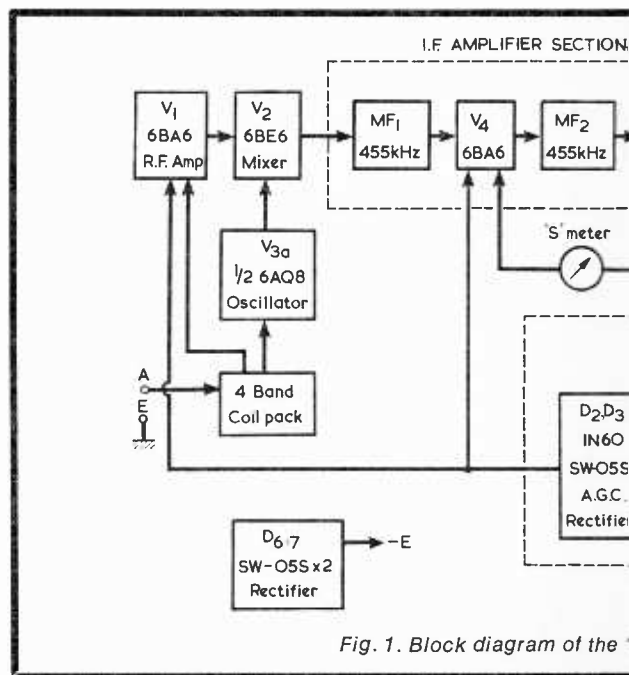 I.F. AMPLIFIER SECTION
V1
6BA6
R.F. Amp
V2
6BE6
Mixer
MF1
455kHz
V4
6BA6
MF2
455kHz
V3a
1/2 6AQ8
Oscillator
"S" meter
A
E
4 Band
Coil pack
D2,D3
IN60
SW-05S
A.G.C.
Rectifier
D6,7
SW-05S x2
Rectifier
-E
Fig. 1. Block diagram of the "